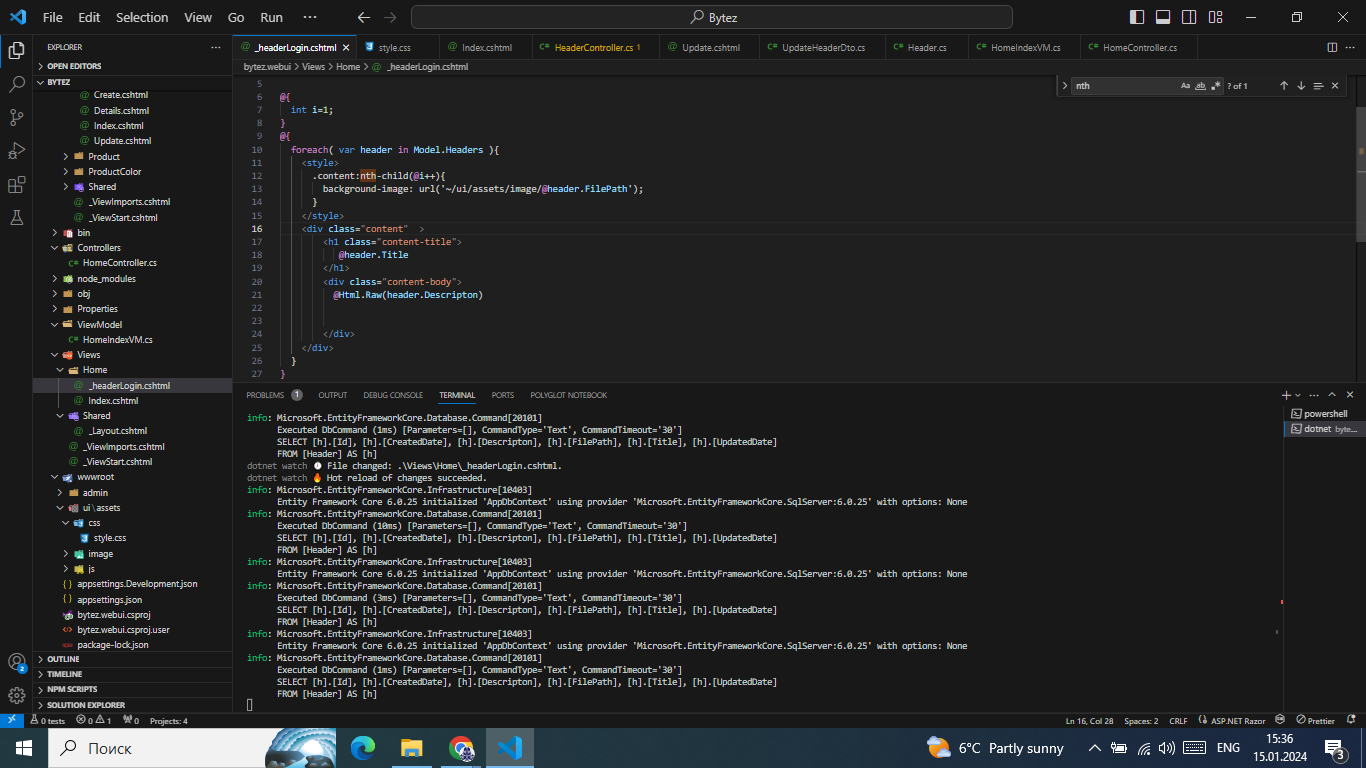 File Edit Selection View Go Run ··· Bytez
EXPLORER ···
OPEN EDITORS
BYTEZ
Create.cshtml
Details.cshtml
Index.cshtml
Update.cshtml
Product
ProductColor
Shared
_ViewImports.cshtml
_ViewStart.cshtml
bin
Controllers
HomeController.cs
node_modules
obj
Properties
ViewModel
HomeIndexVM.cs
Views
Home
_headerLogin.cshtml
Index.cshtml
Shared
_Layout.cshtml
_ViewImports.cshtml
_ViewStart.cshtml
wwwroot
admin
ui\assets
css
style.css
image
js
appsettings.Development.json
appsettings.json
bytez.webui.csproj
bytez.webui.csproj.user
package-lock.json
OUTLINE
TIMELINE
NPM SCRIPTS
SOLUTION EXPLORER
_headerLogin.cshtml style.css Index.cshtml HeaderController.cs 1 Update.cshtml UpdateHeaderDto.cs Header.cs HomeIndexVM.cs HomeController.cs
bytez.webui > Views > Home > _headerLogin.cshtml
nth Aa ab ? of 1
5
6 @{
7 int i=1;
8 }
9 @{
10 foreach( var header in Model.Headers ){
11 <style>
12 .content:nth-child(@i++){
13 background-image: url('~/ui/assets/image/@header.FilePath');
14 }
15 </style>
16 <div class="content" >
17 <h1 class="content-title">
18 @header.Title
19 </h1>
20 <div class="content-body">
21 @Html.Raw(header.Descripton)
22
23
24 </div>
25 </div>
26 }
27 }
PROBLEMS 1 OUTPUT DEBUG CONSOLE TERMINAL PORTS POLYGLOT NOTEBOOK
powershell
dotnet byte...
info: Microsoft.EntityFrameworkCore.Database.Command[20101]
Executed DbCommand (1ms) [Parameters=[], CommandType='Text', CommandTimeout='30']
SELECT [h].[Id], [h].[CreatedDate], [h].[Descripton], [h].[FilePath], [h].[Title], [h].[UpdatedDate]
FROM [Header] AS [h]
dotnet watch File changed: .\Views\Home\_headerLogin.cshtml.
dotnet watch Hot reload of changes succeeded.
info: Microsoft.EntityFrameworkCore.Infrastructure[10403]
Entity Framework Core 6.0.25 initialized 'AppDbContext' using provider 'Microsoft.EntityFrameworkCore.SqlServer:6.0.25' with options: None
info: Microsoft.EntityFrameworkCore.Database.Command[20101]
Executed DbCommand (10ms) [Parameters=[], CommandType='Text', CommandTimeout='30']
SELECT [h].[Id], [h].[CreatedDate], [h].[Descripton], [h].[FilePath], [h].[Title], [h].[UpdatedDate]
FROM [Header] AS [h]
info: Microsoft.EntityFrameworkCore.Infrastructure[10403]
Entity Framework Core 6.0.25 initialized 'AppDbContext' using provider 'Microsoft.EntityFrameworkCore.SqlServer:6.0.25' with options: None
info: Microsoft.EntityFrameworkCore.Database.Command[20101]
Executed DbCommand (3ms) [Parameters=[], CommandType='Text', CommandTimeout='30']
SELECT [h].[Id], [h].[CreatedDate], [h].[Descripton], [h].[FilePath], [h].[Title], [h].[UpdatedDate]
FROM [Header] AS [h]
info: Microsoft.EntityFrameworkCore.Infrastructure[10403]
Entity Framework Core 6.0.25 initialized 'AppDbContext' using provider 'Microsoft.EntityFrameworkCore.SqlServer:6.0.25' with options: None
info: Microsoft.EntityFrameworkCore.Database.Command[20101]
Executed DbCommand (1ms) [Parameters=[], CommandType='Text', CommandTimeout='30']
SELECT [h].[Id], [h].[CreatedDate], [h].[Descripton], [h].[FilePath], [h].[Title], [h].[UpdatedDate]
FROM [Header] AS [h]
2
0 tests 0 1 0 Projects: 4 Ln 16, Col 28 Spaces: 2 CRLF ASP.NET Razor Prettier
Поиск 6°C Partly sunny ENG 15:36
15.01.2024 3